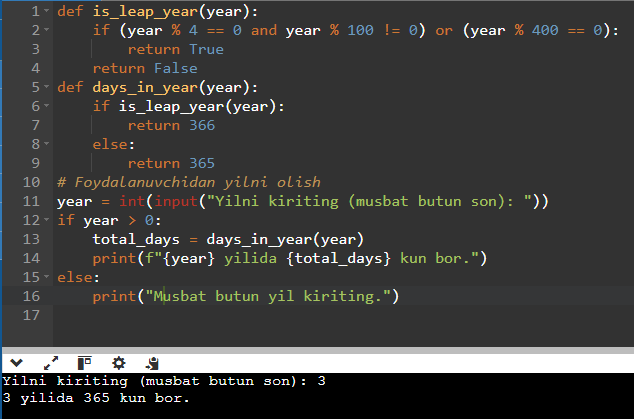 1 def is_leap_year(year):
2     if (year % 4 == 0 and year % 100 != 0) or (year % 400 == 0):
3         return True
4     return False
5 def days_in_year(year):
6     if is_leap_year(year):
7         return 366
8     else:
9         return 365
10 # Foydalanuvchidan yilni olish
11 year = int(input("Yilni kiriting (musbat butun son): "))
12 if year > 0:
13     total_days = days_in_year(year)
14     print(f"{year} yilida {total_days} kun bor.")
15 else:
16     print("Musbat butun yil kiriting.")
17
Yilni kiriting (musbat butun son): 3
3 yilida 365 kun bor.